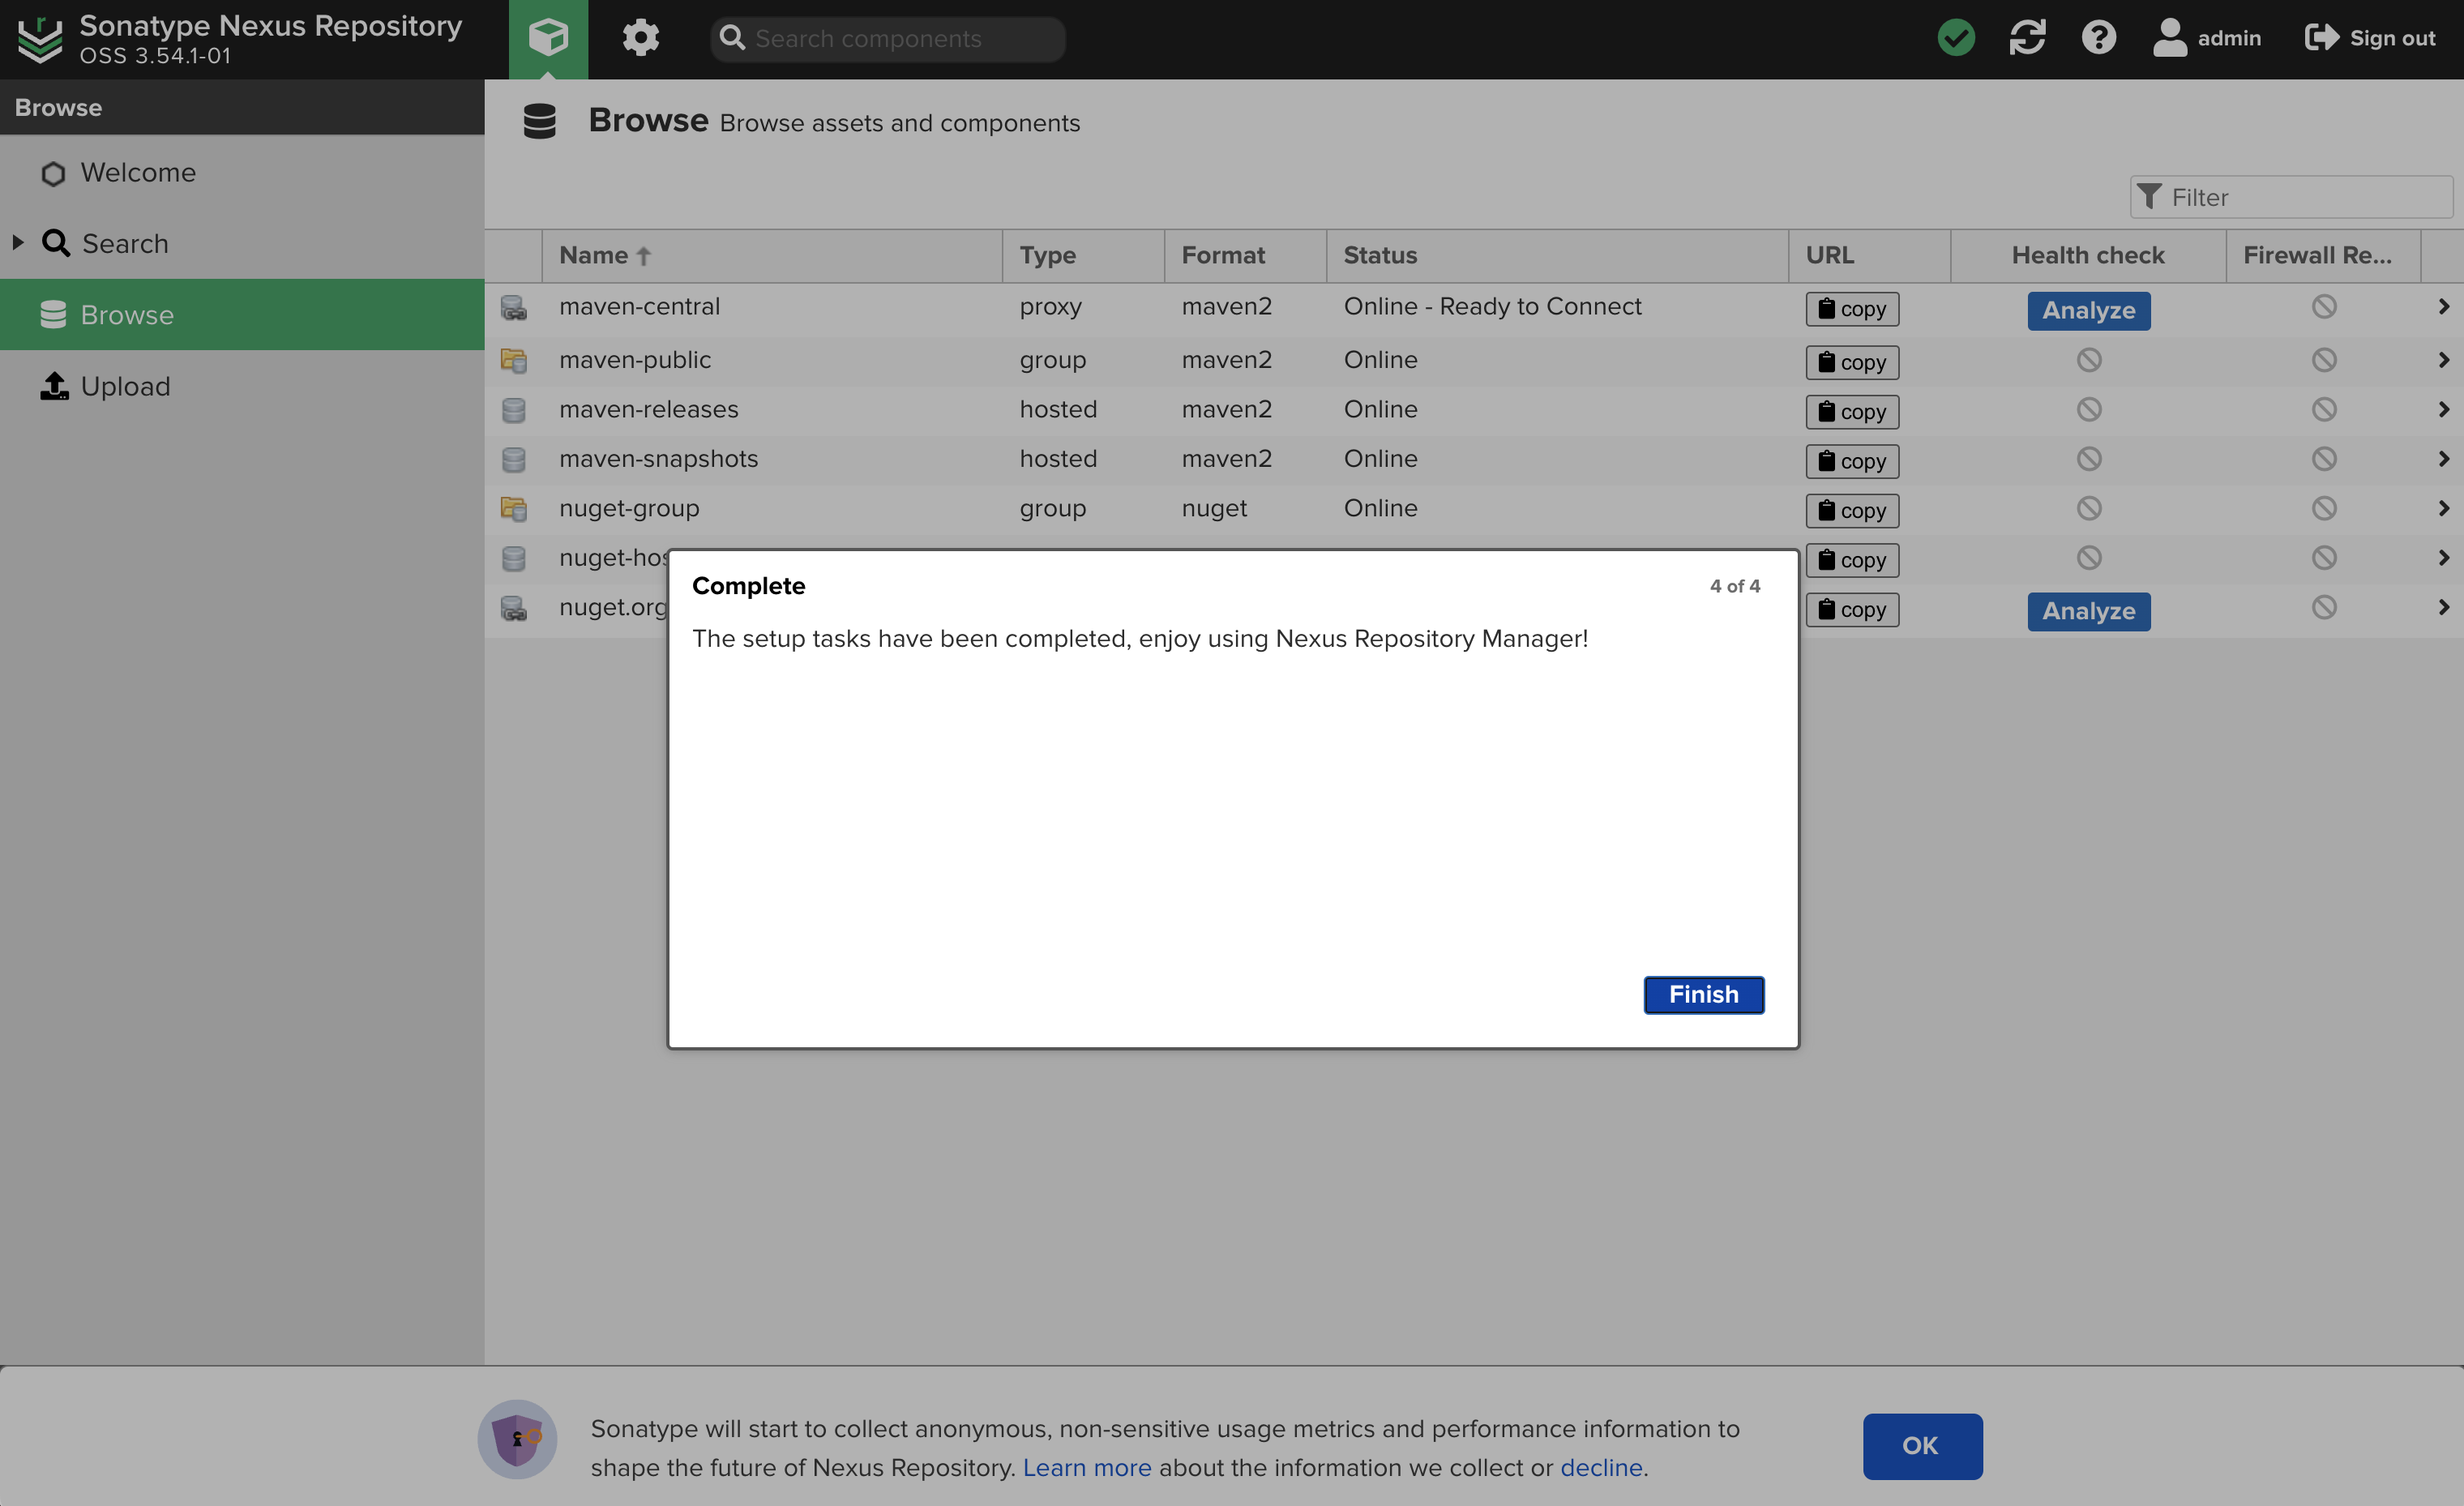 Sonatype Nexus Repository
OSS 3.54.1-01
Search components
admin
Sign out
Browse
Welcome
Search
Browse
Upload
Browse Browse assets and components
Filter
Name Type Format Status URL Health check Firewall Re...
maven-central proxy maven2 Online - Ready to Connect copy Analyze
maven-public group maven2 Online copy
maven-releases hosted maven2 Online copy
maven-snapshots hosted maven2 Online copy
nuget-group group nuget Online copy
nuget-hos copy
nuget.org copy Analyze
Complete 4 of 4
The setup tasks have been completed, enjoy using Nexus Repository Manager!
Finish
Sonatype will start to collect anonymous, non-sensitive usage metrics and performance information to
shape the future of Nexus Repository. Learn more about the information we collect or decline.
OK